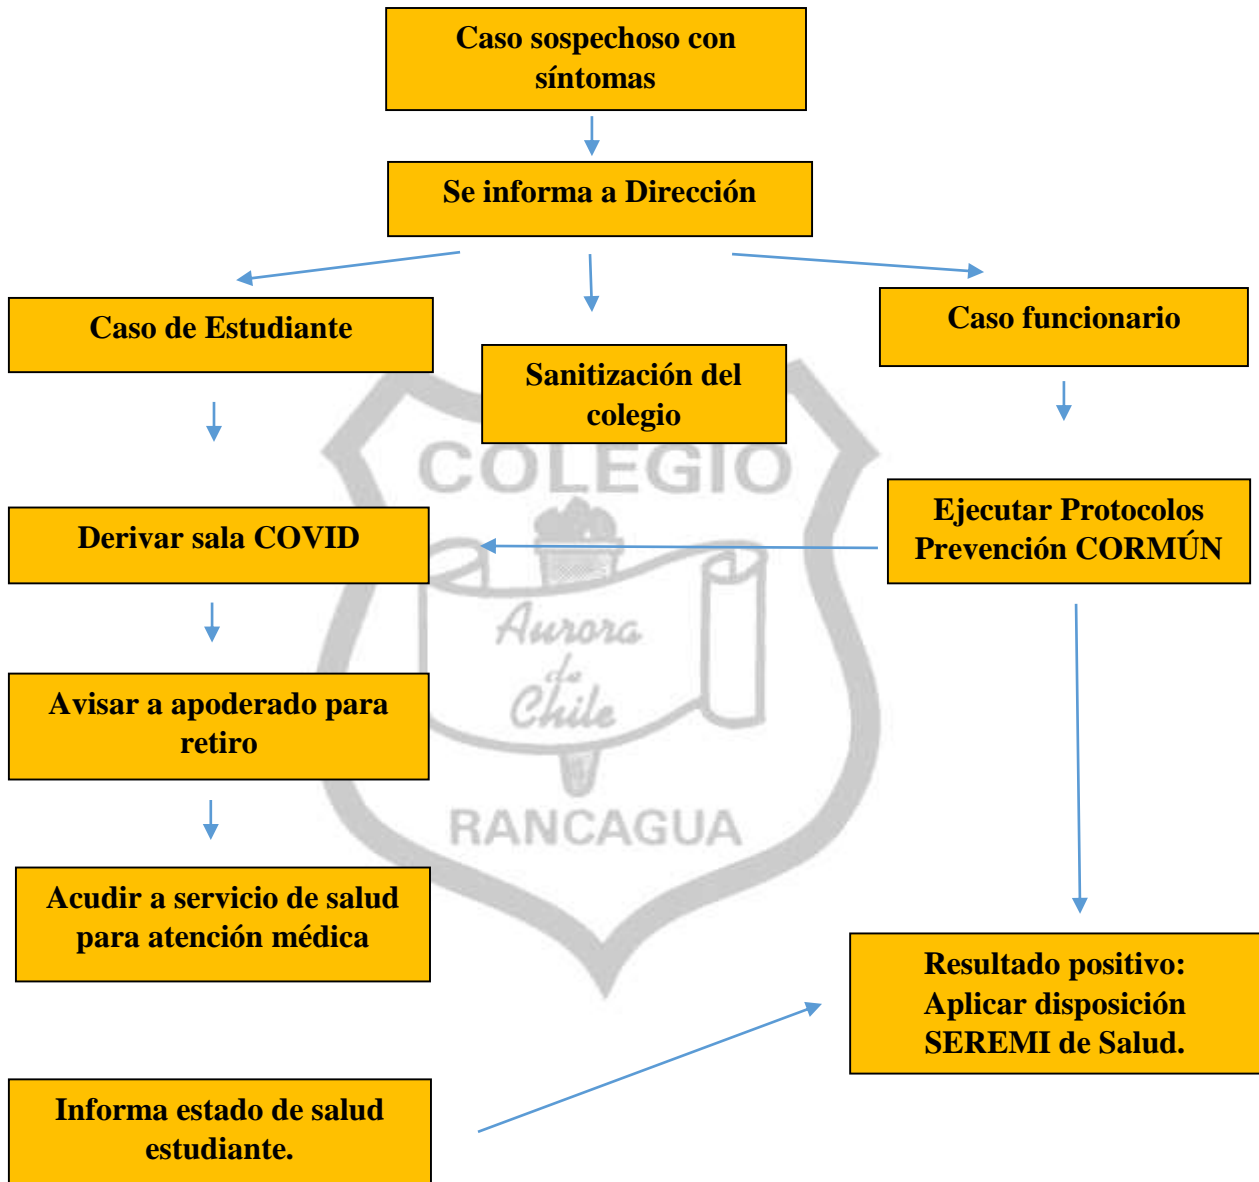 Caso sospechoso con
síntomas
Se informa a Dirección
Caso de Estudiante
Sanitización del
colegio
Caso funcionario
Derivar sala COVID
Ejecutar Protocolos
Prevención CORMÚN
Avisar a apoderado para
retiro
Acudir a servicio de salud
para atención médica
Resultado positivo:
Aplicar disposición
SEREMI de Salud.
Informa estado de salud
estudiante.
COLEGIO
Aurora
de
Chile
RANCAGUA